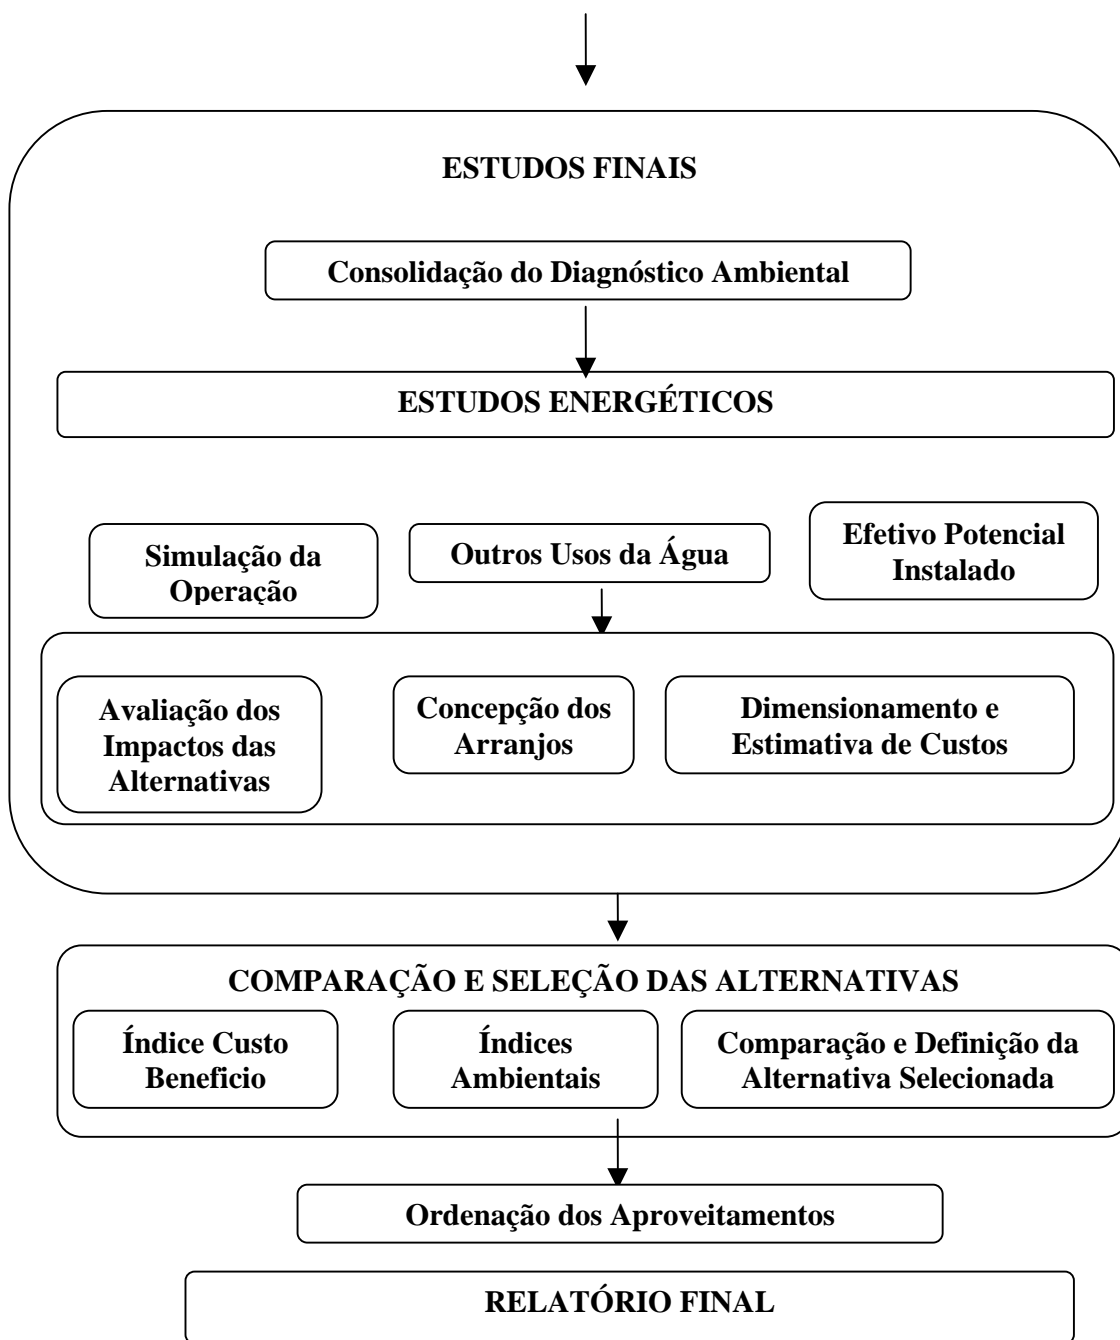 ESTUDOS FINAIS
Consolidação do Diagnóstico Ambiental
ESTUDOS ENERGÉTICOS
Simulação da
Operação
Outros Usos da Água
Efetivo Potencial
Instalado
Avaliação dos
Impactos das
Alternativas
Concepção dos
Arranjos
Dimensionamento e
Estimativa de Custos
COMPARAÇÃO E SELEÇÃO DAS ALTERNATIVAS
Índice Custo
Beneficio
Índices
Ambientais
Comparação e Definição da
Alternativa Selecionada
Ordenação dos Aproveitamentos
RELATÓRIO FINAL